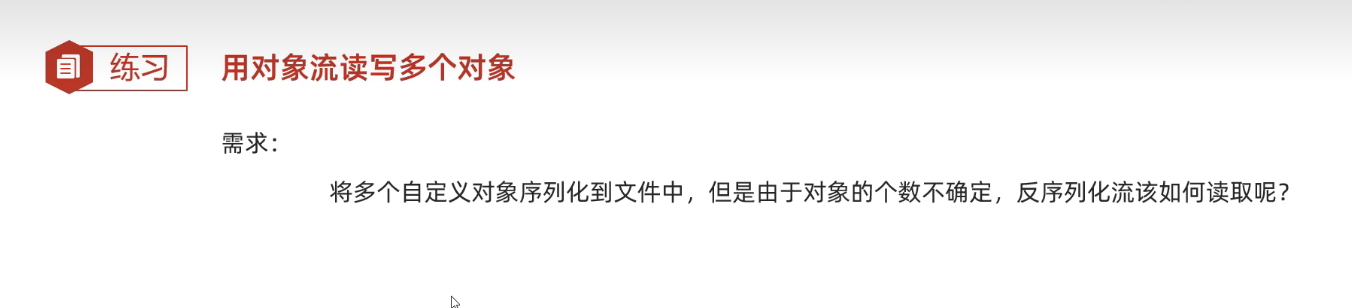 练习 用对象流读写多个对象
需求：
将多个自定义对象序列化到文件中，但是由于对象的个数不确定，反序列化流该如何读取呢？